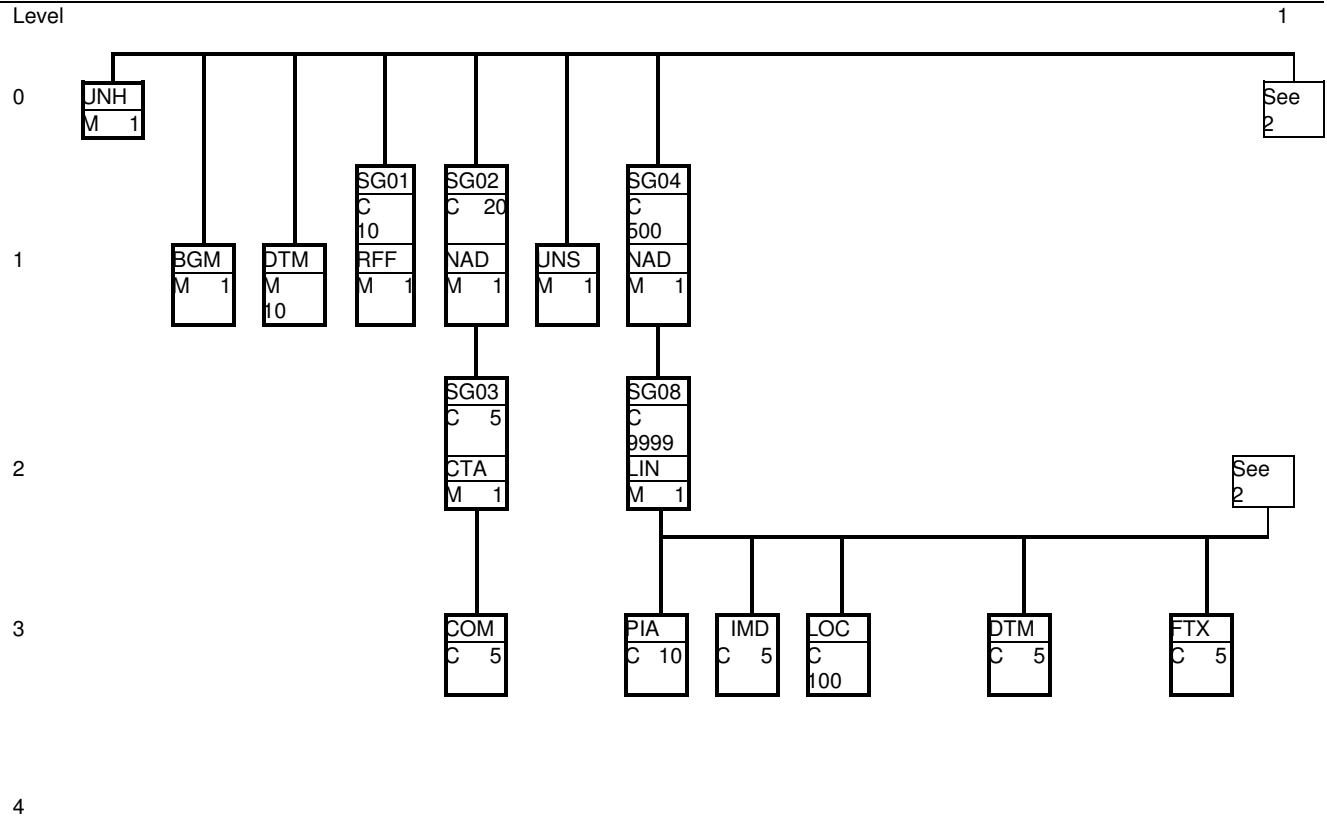 Level 1
0 UNH See
M 1 2
SG01 SG02 SG04
C C 20 C
10 500
1 BGM DTM RFF NAD UNS NAD
M 1 M M 1 M 1 M 1 M 1
10
SG03 SG08
C 5 C
9999
2 CTA LIN See
M 1 M 1 2
3 COM PIA IMD LOC DTM FTX
C 5 C 10 C 5 C C 5 C 5
100
4